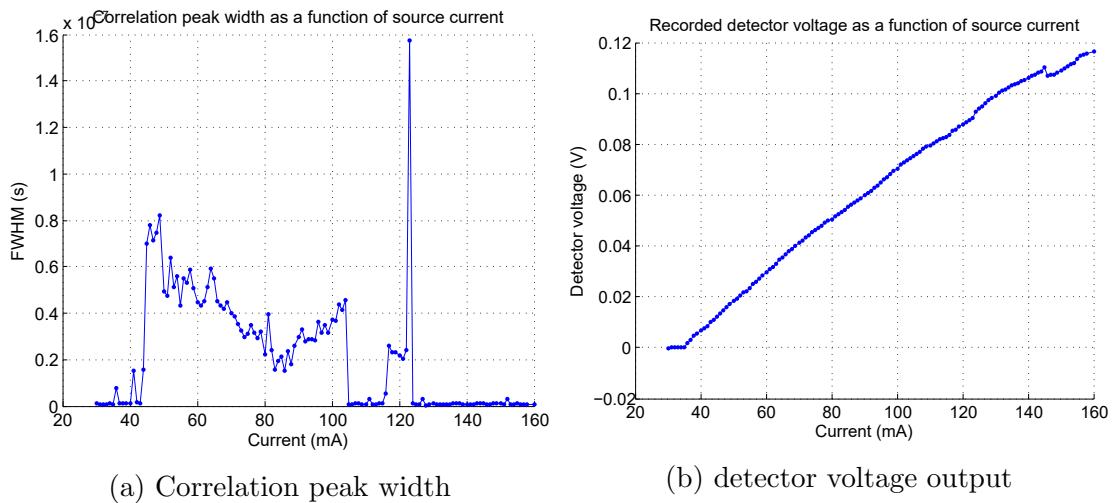 Correlation peak width as a function of source current
x 10
1.6
1.4
1.2
1
0.8
0.6
0.4
0.2
0
FWHM (s)
20 40 60 80 100 120 140 160
Current (mA)
(a) Correlation peak width
Recorded detector voltage as a function of source current
0.12
0.1
0.08
0.06
0.04
0.02
0
−0.02
Detector voltage (V)
20 40 60 80 100 120 140 160
Current (mA)
(b) detector voltage output